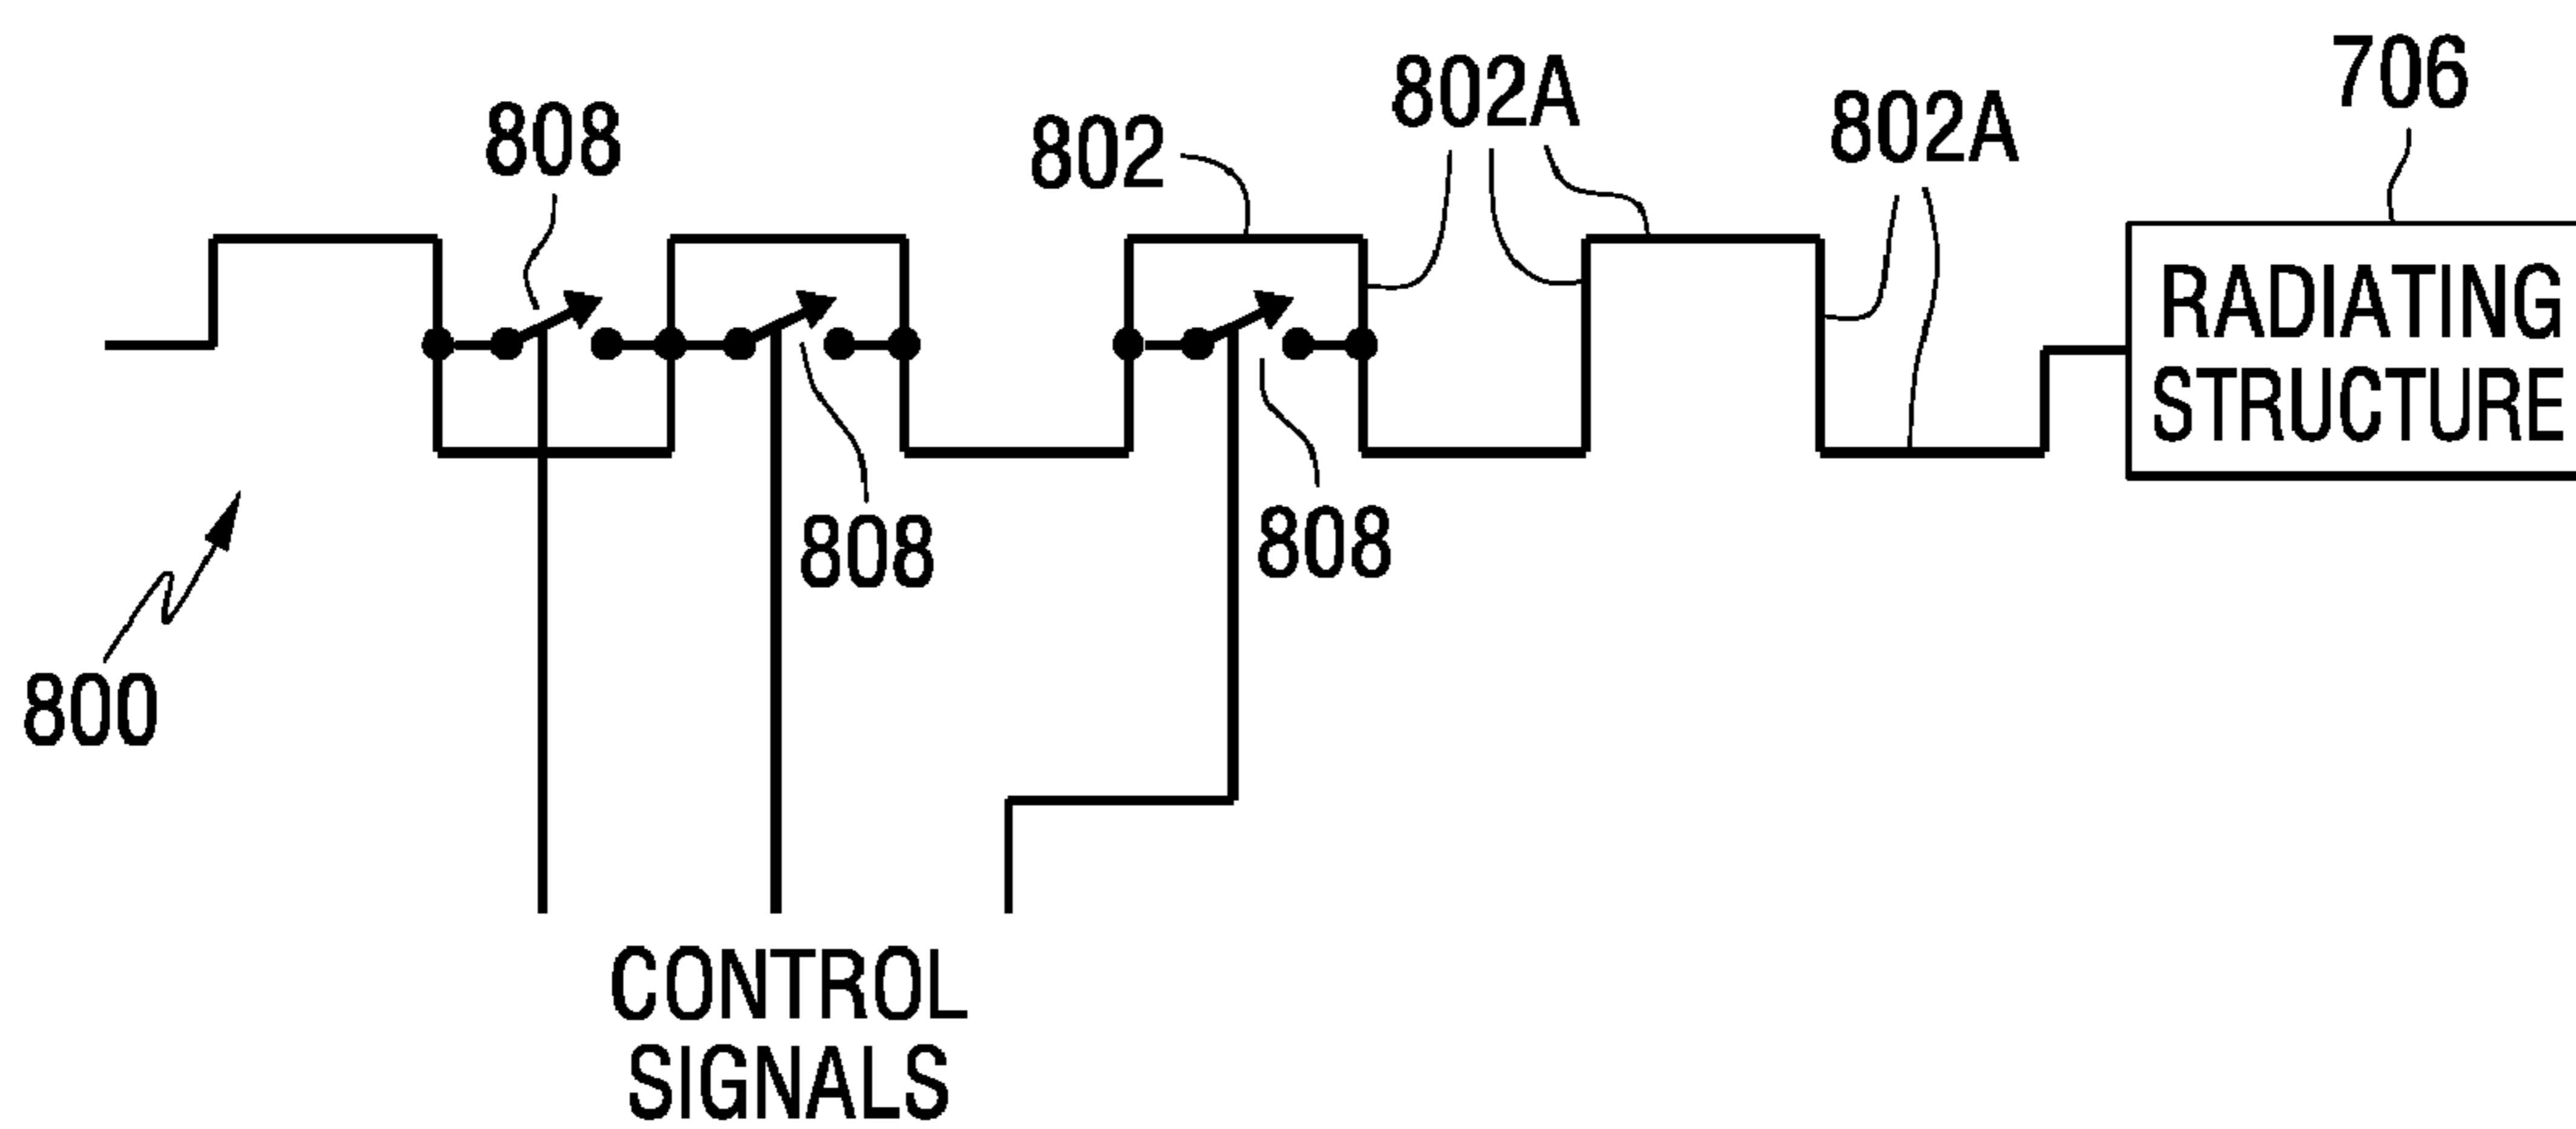 706
802A
802A
808
802
RADIATING
STRUCTURE
808
808
800
CONTROL
SIGNALS